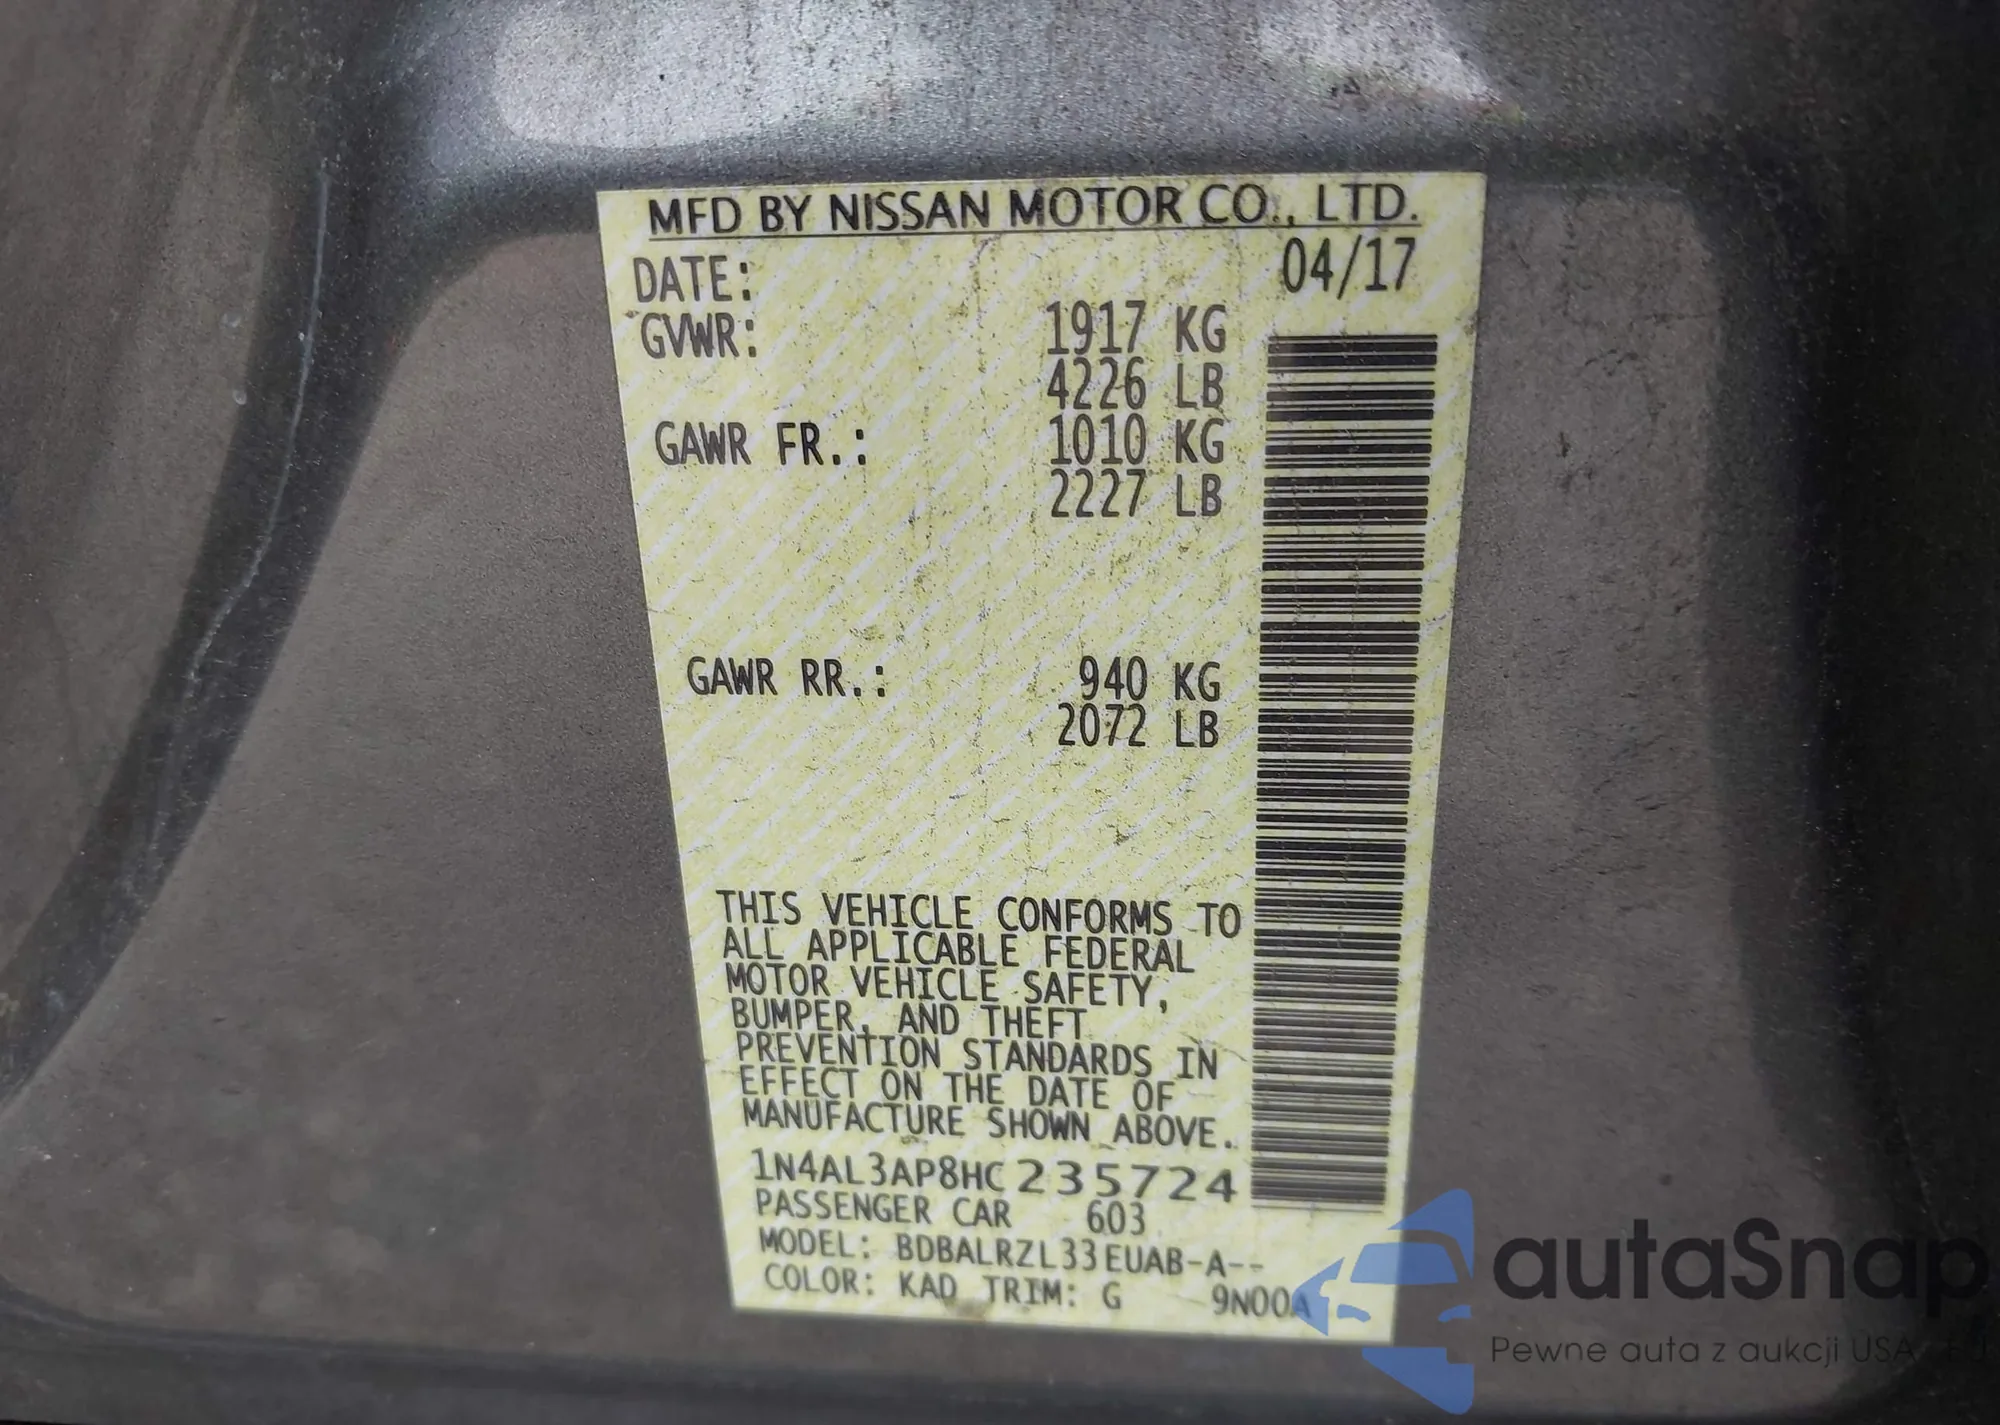 MFD BY NISSAN MOTOR CO., LTD.
DATE: 04/17
GVWR: 1917 KG
4226 LB
GAWR FR.: 1010 KG
2227 LB
GAWR RR.: 940 KG
2072 LB
THIS VEHICLE CONFORMS TO
ALL APPLICABLE FEDERAL
MOTOR VEHICLE SAFETY,
BUMPER, AND THEFT
PREVENTION STANDARDS IN
EFFECT ON THE DATE OF
MANUFACTURE SHOWN ABOVE.
1N4AL3AP8HC235724
PASSENGER CAR 603
MODEL: BDBALRZL33EUAB-A--
COLOR: KAD TRIM: G 9N00A
autaSnap
Pewne auta z aukcji USA